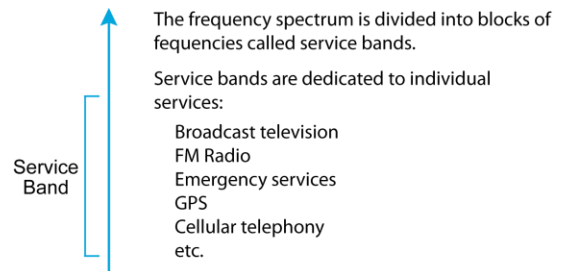 The frequency spectrum is divided into blocks of
fequencies called service bands.
Service bands are dedicated to individual
services:
Broadcast television
FM Radio
Emergency services
GPS
Cellular telephony
etc.
Service
Band